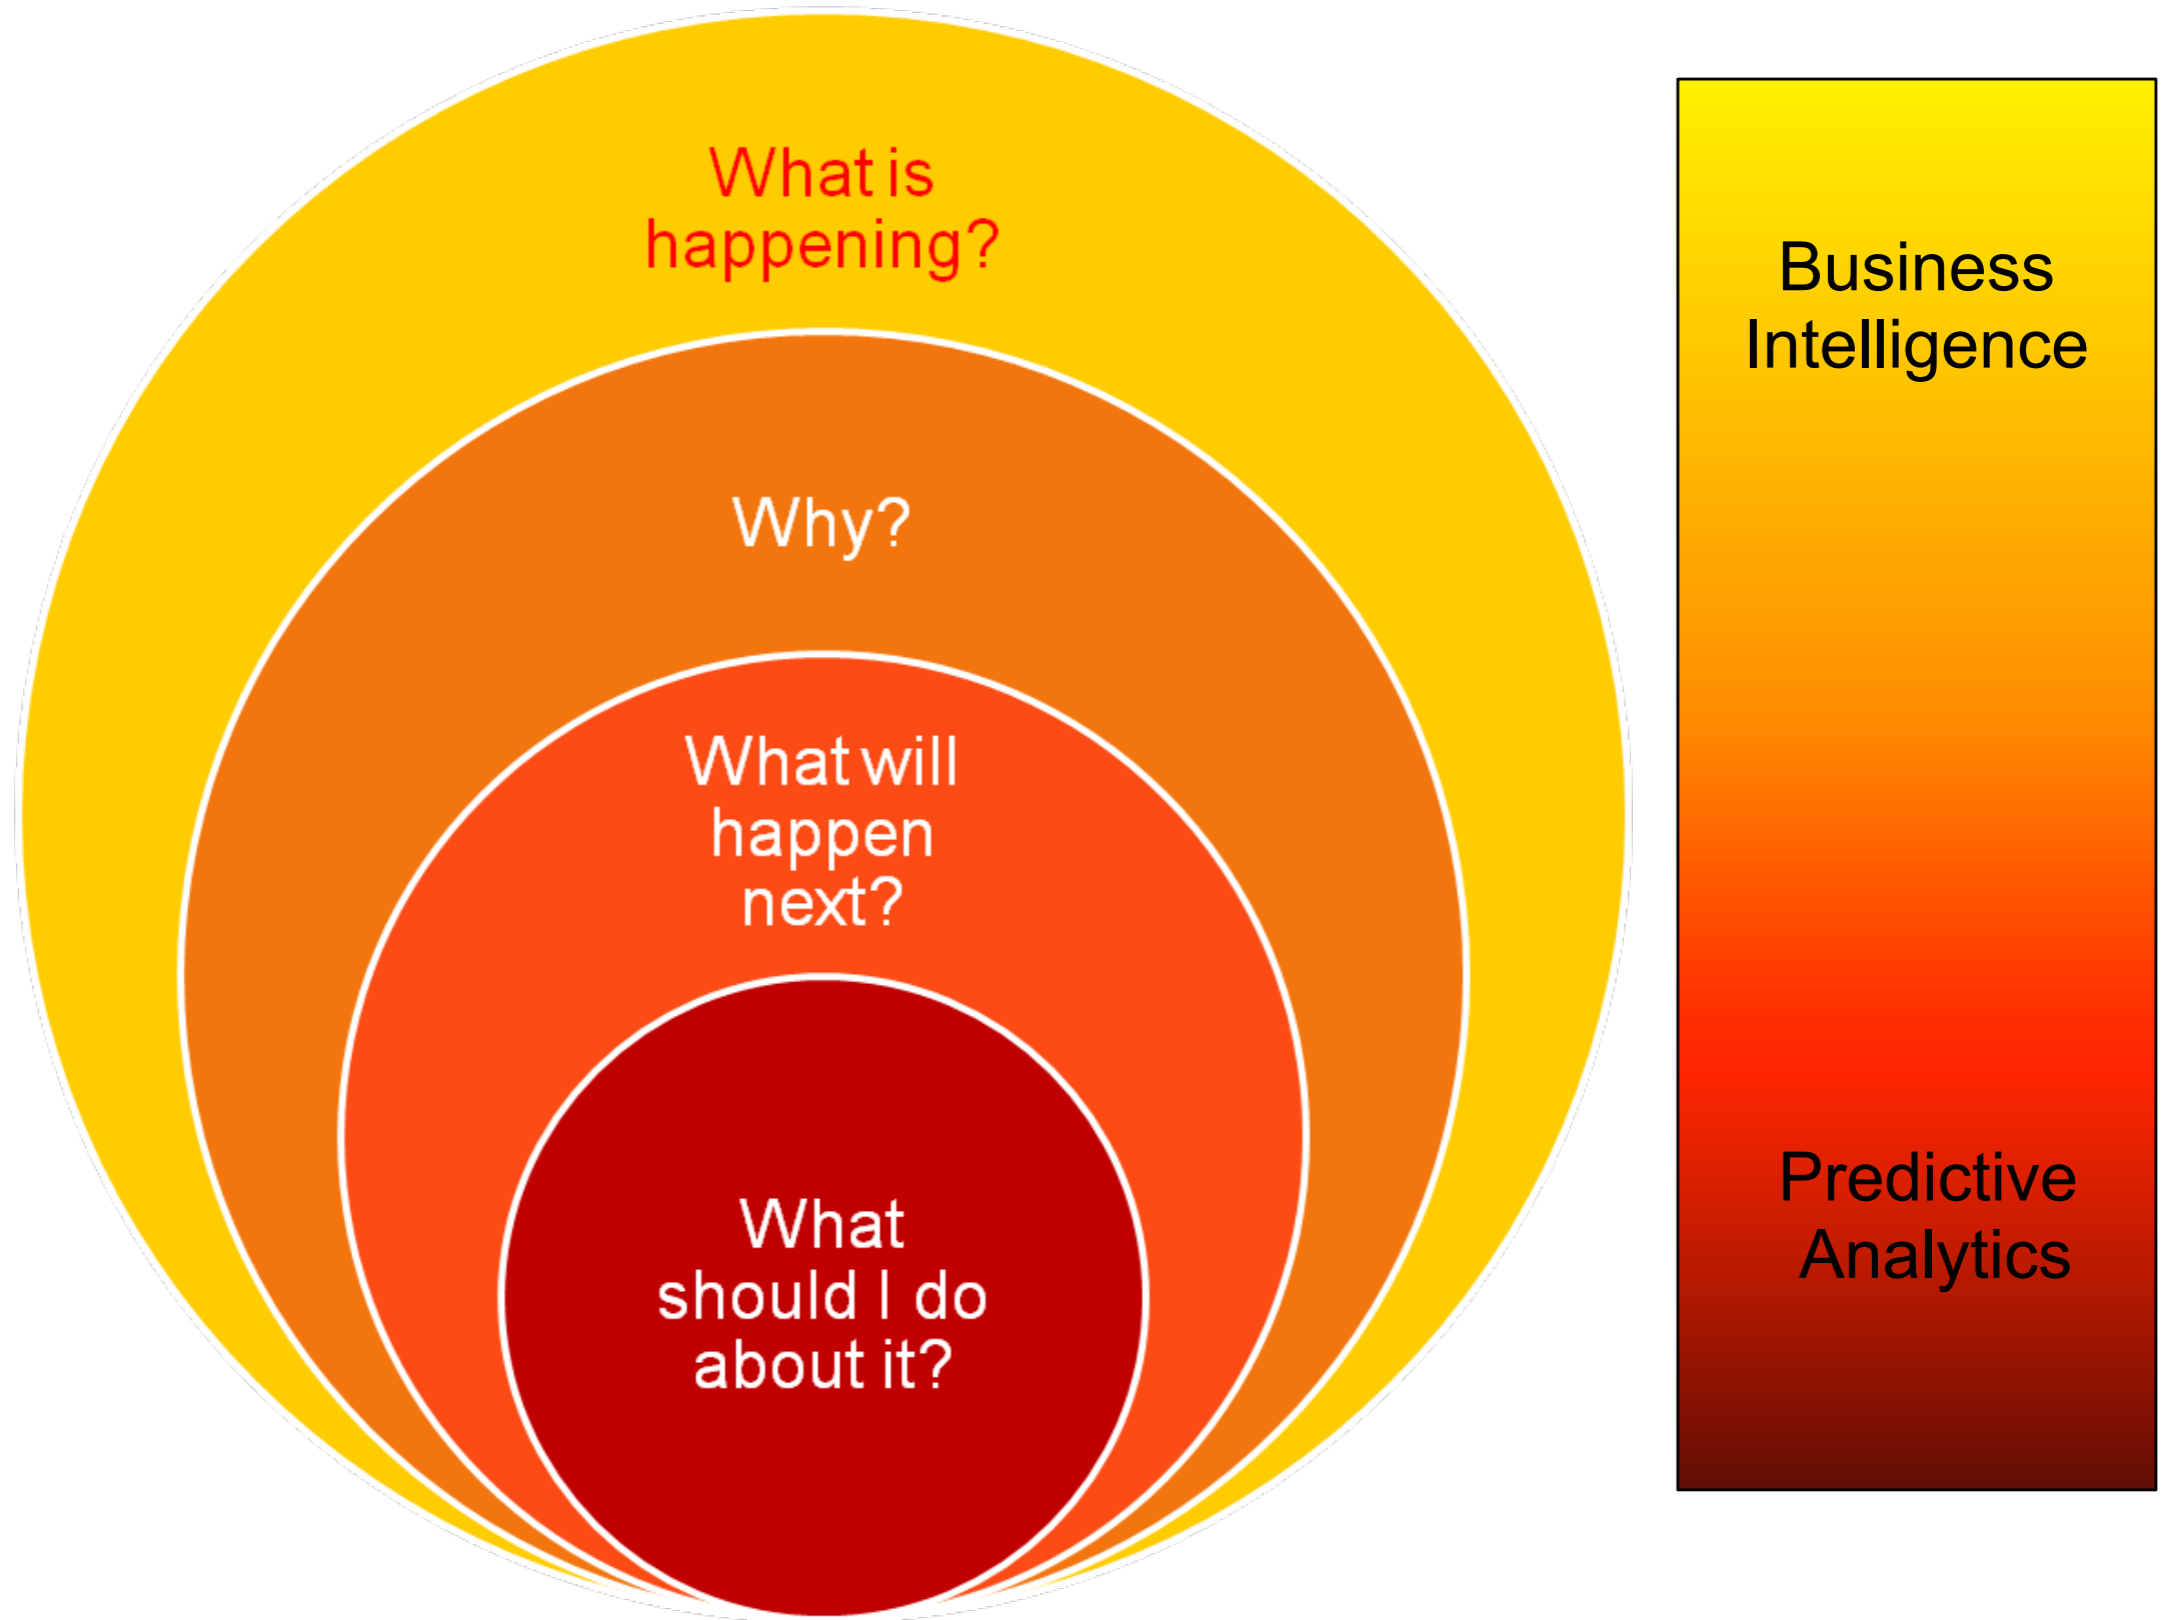 What is
happening?
Why?
What will
happen
next?
What
should I do
about it?
Business
Intelligence
Predictive
Analytics